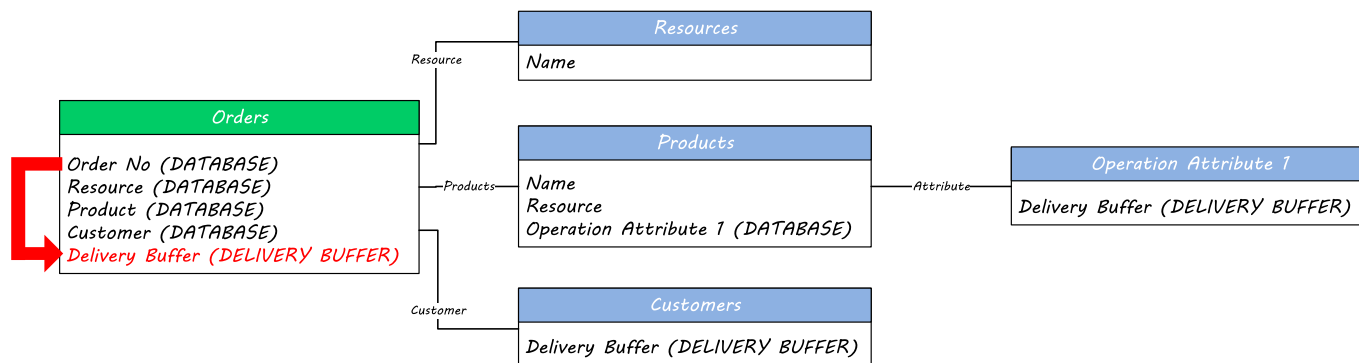 Resources
Name
Resource
Orders
Order No (DATABASE)
Resource (DATABASE)
Product (DATABASE)
Customer (DATABASE)
Delivery Buffer (DELIVERY BUFFER)
Products
Products
Name
Resource
Operation Attribute 1 (DATABASE)
Attribute
Operation Attribute 1
Delivery Buffer (DELIVERY BUFFER)
Customer
Customers
Delivery Buffer (DELIVERY BUFFER)